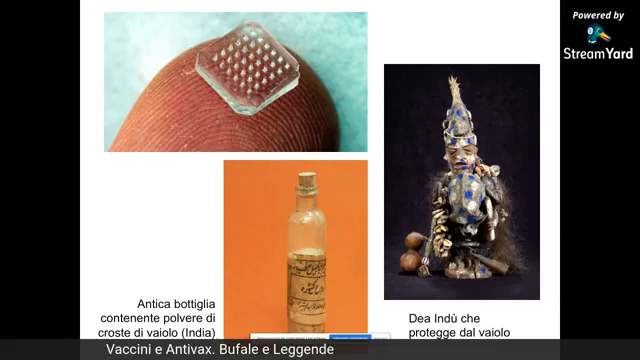 Powered by
StreamYard
Antica bottiglia
contenente polvere di
croste di vaiolo (India)
Dea Indù che
protegge dal vaiolo
Vaccini e Antivax. Bufale e Leggende